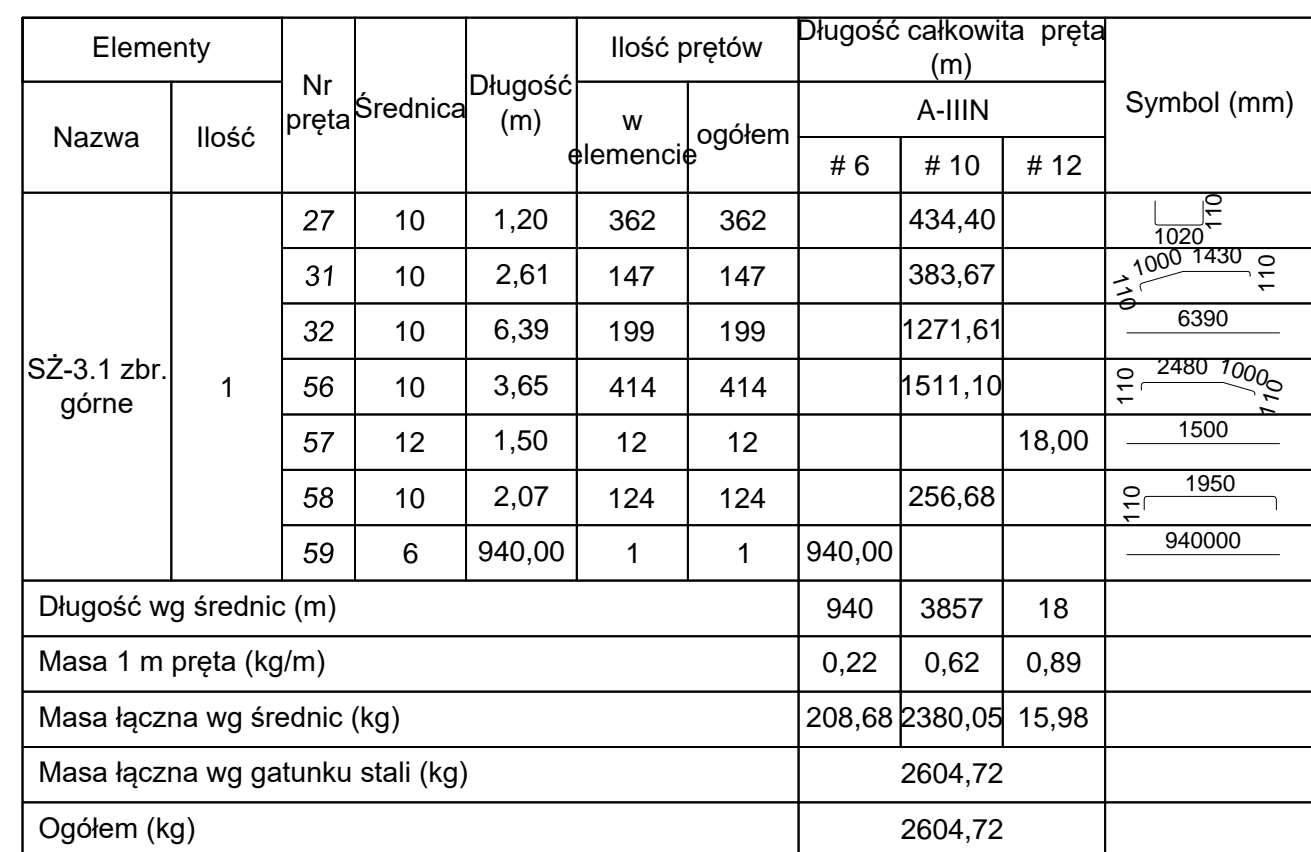 Elementy
Nr pręta
Średnica
Długość (m)
Ilość prętów
Długość całkowita pręta (m)
Symbol (mm)
Nazwa
Ilość
w elemencie
ogółem
A-IIIN
# 6
# 10
# 12
SŻ-3.1 zbr. górne
1
27 10 1,20 362 362 434,40 1020 110
31 10 2,61 147 147 383,67 110 1000 1430 110
32 10 6,39 199 199 1271,61 6390
56 10 3,65 414 414 1511,10 110 2480 1000 110
57 12 1,50 12 12 18,00 1500
58 10 2,07 124 124 256,68 110 1950
59 6 940,00 1 1 940,00 940000
Długość wg średnic (m) 940 3857 18
Masa 1 m pręta (kg/m) 0,22 0,62 0,89
Masa łączna wg średnic (kg) 208,68 2380,05 15,98
Masa łączna wg gatunku stali (kg) 2604,72
Ogółem (kg) 2604,72